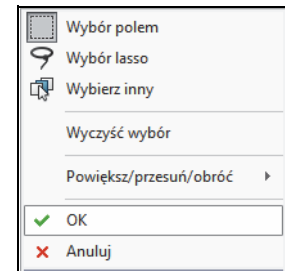 Wybór polem
Wybór lasso
Wybierz inny
Wyczyść wybór
Powiększ/przesuń/obróć
OK
Anuluj